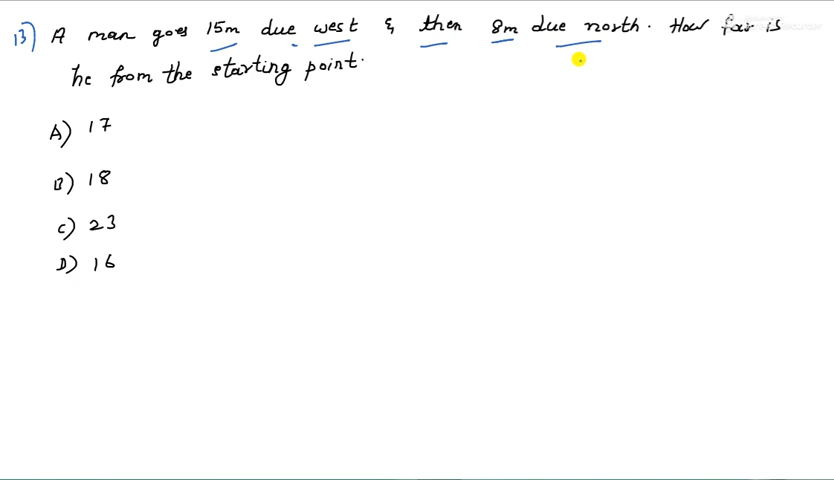 13) A man goes 15m due west & then 8m due north. How far is
he from the starting point.
A) 17
B) 18
C) 23
D) 16